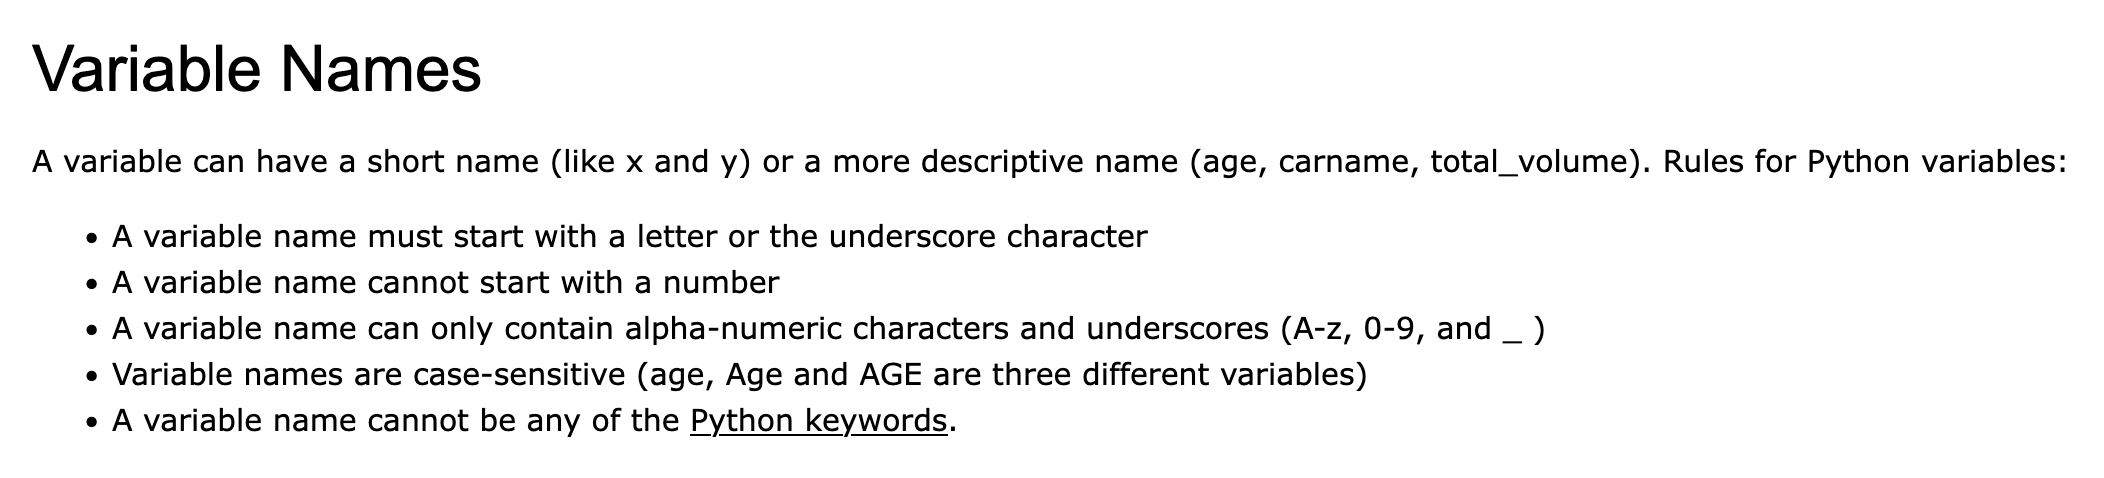 Variable Names
A variable can have a short name (like x and y) or a more descriptive name (age, carname, total_volume). Rules for Python variables:
• A variable name must start with a letter or the underscore character
• A variable name cannot start with a number
• A variable name can only contain alpha-numeric characters and underscores (A-z, 0-9, and _ )
• Variable names are case-sensitive (age, Age and AGE are three different variables)
• A variable name cannot be any of the Python keywords.